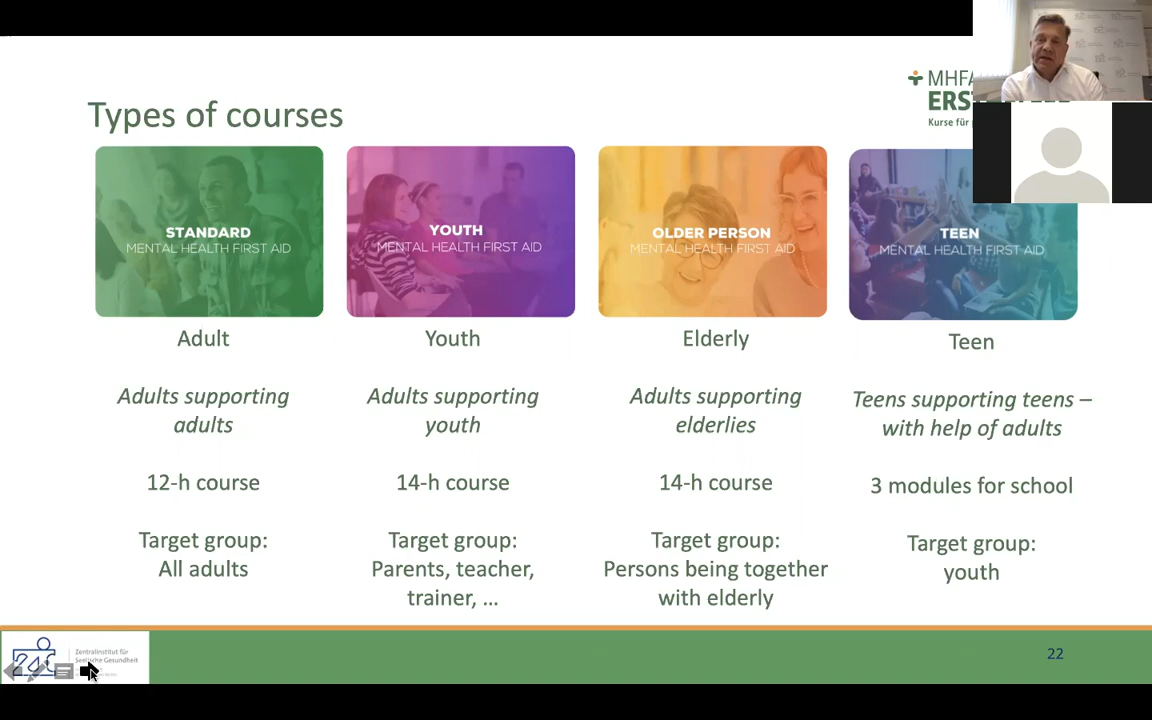 Types of courses
MHFA
Kurse für
STANDARD
MENTAL HEALTH FIRST AID
YOUTH
MENTAL HEALTH FIRST AID
OLDER PERSON
MENTAL HEALTH FIRST AID
TEEN
MENTAL HEALTH FIRST AID
Adult
Adults supporting
adults
12-h course
Target group:
All adults
Youth
Adults supporting
youth
14-h course
Target group:
Parents, teacher,
trainer, ...
Elderly
Adults supporting
elderlies
14-h course
Target group:
Persons being together
with elderly
Teen
Teens supporting teens –
with help of adults
3 modules for school
Target group:
youth
Zentralinstitut für
Seelische Gesundheit
22